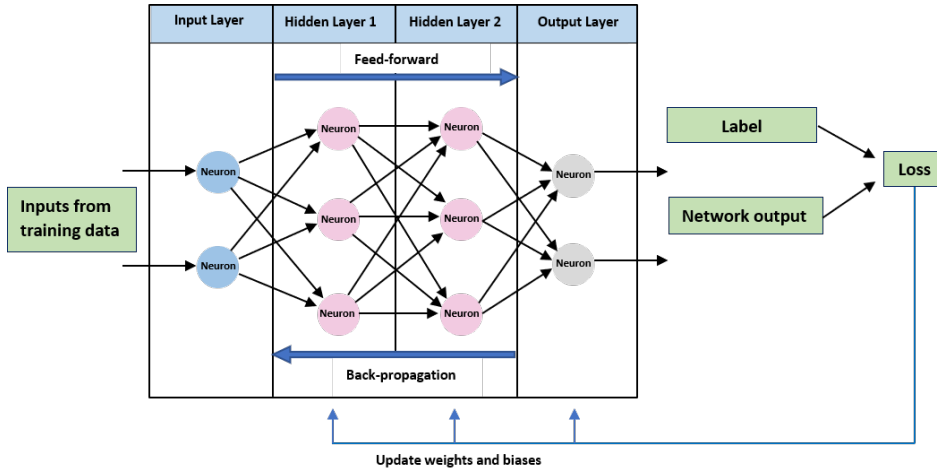 Input Layer
Hidden Layer 1
Hidden Layer 2
Output Layer
Feed-forward
Neuron
Neuron
Neuron
Neuron
Neuron
Neuron
Neuron
Neuron
Neuron
Neuron
Inputs from
training data
Label
Network output
Loss
Back-propagation
Update weights and biases